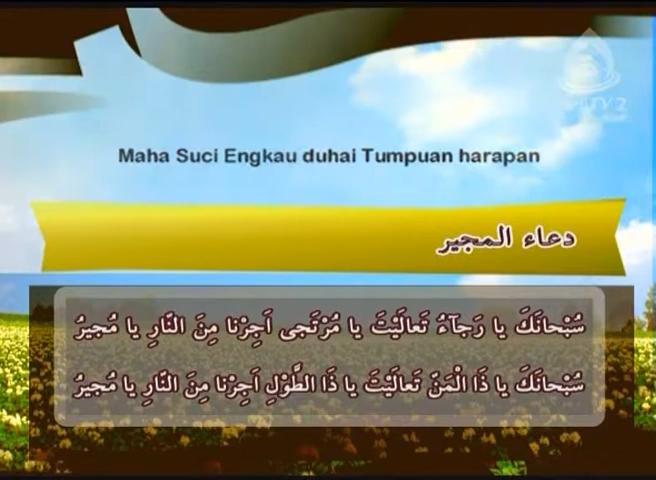 Maha Suci Engkau duhai Tumpuan harapan
دعاء المجير
سُبْحانَكَ يا رَجآءُ تَعالَيْتَ يا مُرْتَجى اَجِرْنا مِنَ النّارِ يا مُجيرُ
سُبْحانَكَ يا ذَا الْمَنّ تَعالَيْتَ يا ذَا الطَّوْلِ اَجِرْنا مِنَ النّارِ يا مُجيرُ